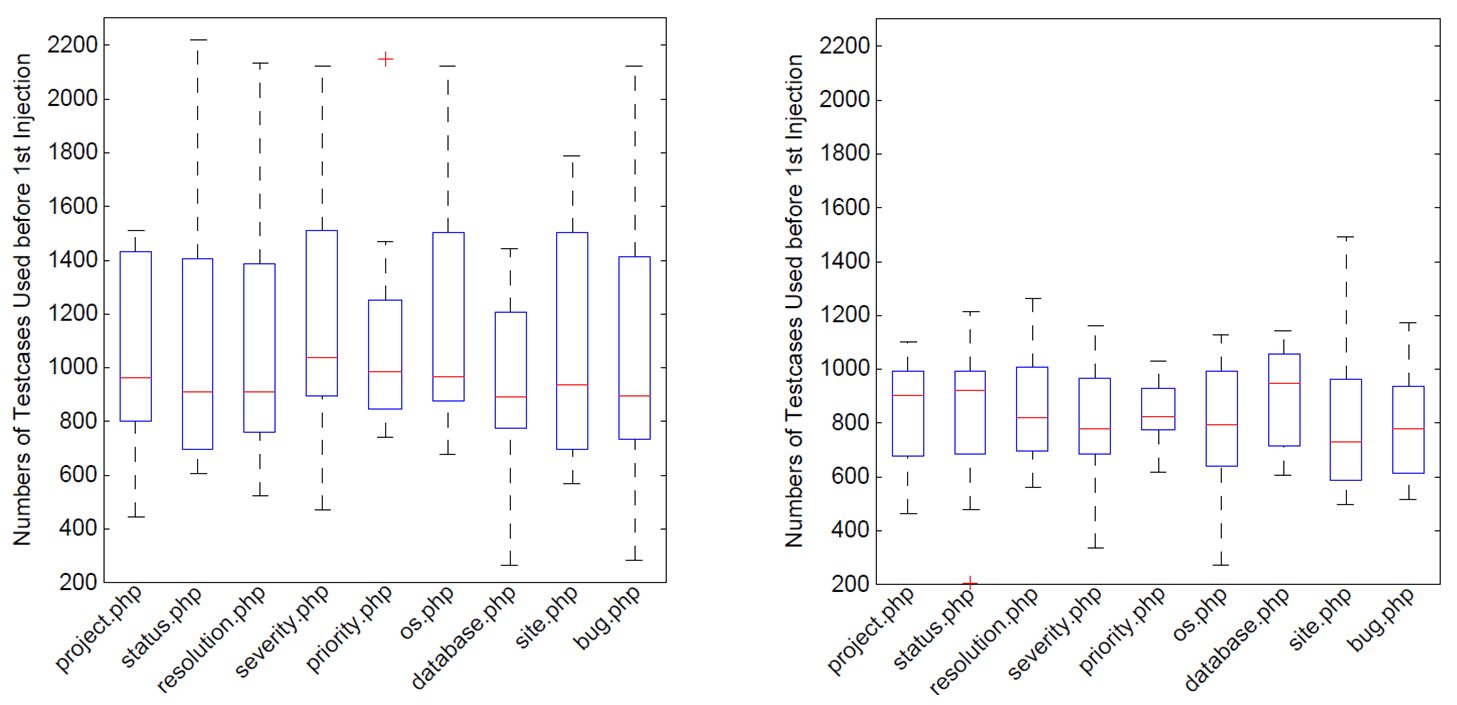 Numbers of Testcases Used before 1st Injection
2200
2000
1800
1600
1400
1200
1000
800
600
400
200
project.php
status.php
resolution.php
severity.php
priority.php
os.php
database.php
site.php
bug.php
Numbers of Testcases Used before 1st Injection
2200
2000
1800
1600
1400
1200
1000
800
600
400
200
project.php
status.php
resolution.php
severity.php
priority.php
os.php
database.php
site.php
bug.php